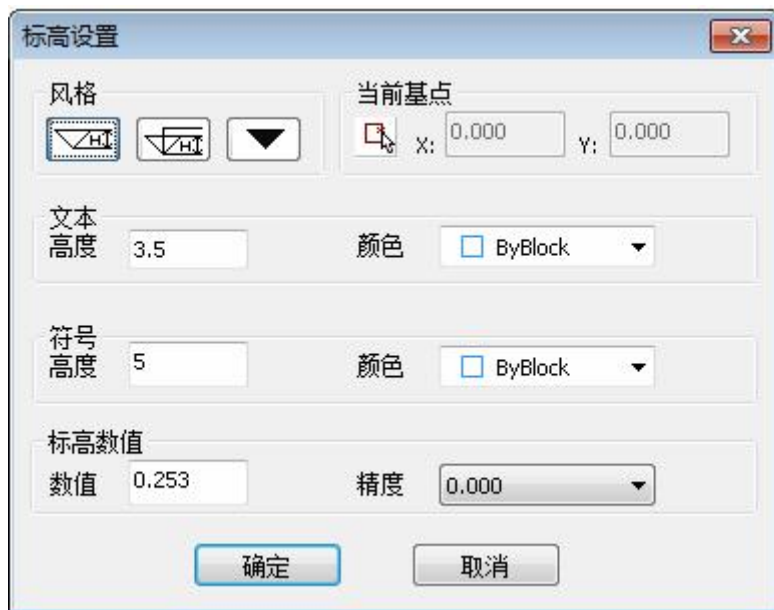 标高设置
风格
当前基点
X: 0.000 Y: 0.000
文本
高度 3.5 颜色 ByBlock
符号
高度 5 颜色 ByBlock
标高数值
数值 0.253 精度 0.000
确定 取消